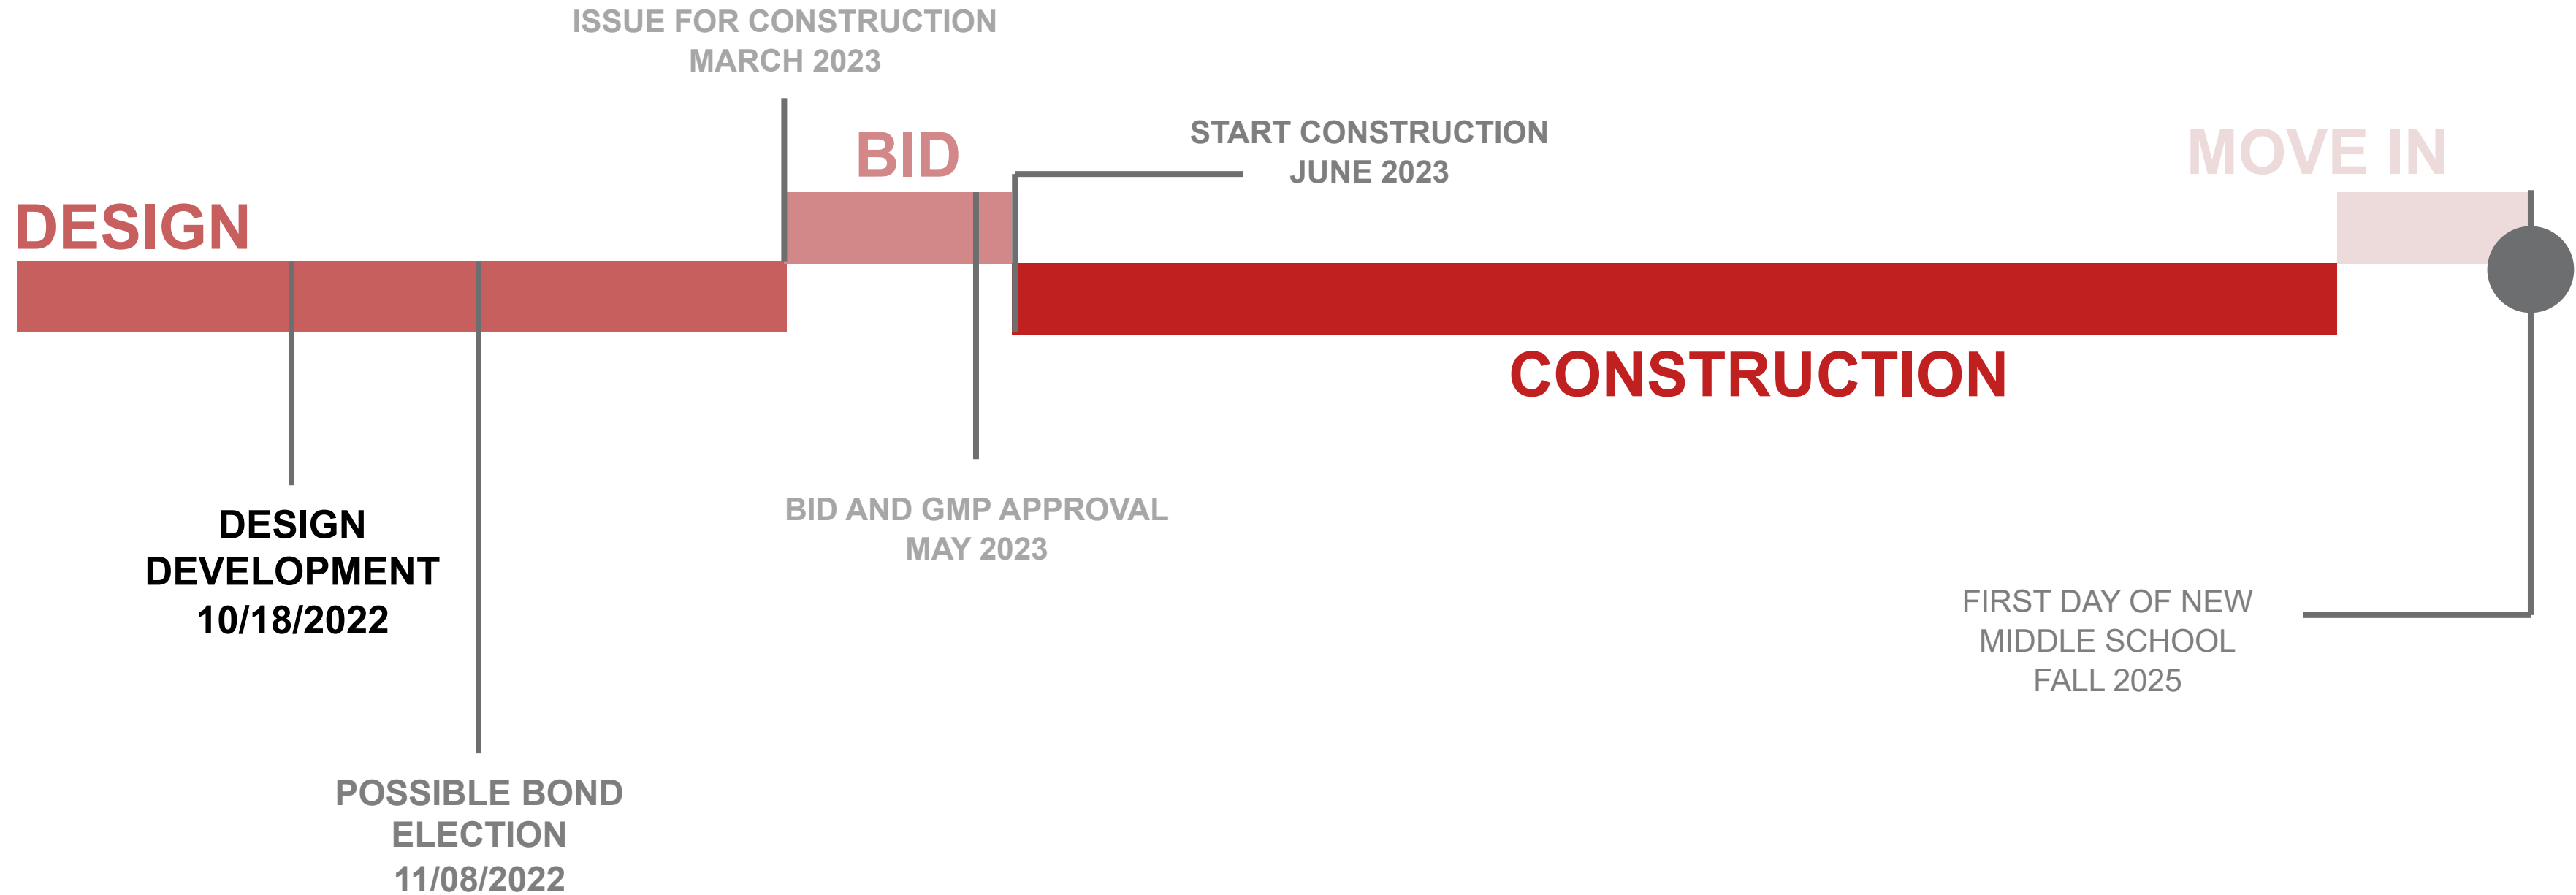 ISSUE FOR CONSTRUCTION
MARCH 2023
BID
START CONSTRUCTION
JUNE 2023
MOVE IN
DESIGN
CONSTRUCTION
DESIGN
DEVELOPMENT
10/18/2022
BID AND GMP APPROVAL
MAY 2023
FIRST DAY OF NEW
MIDDLE SCHOOL
FALL 2025
POSSIBLE BOND
ELECTION
11/08/2022